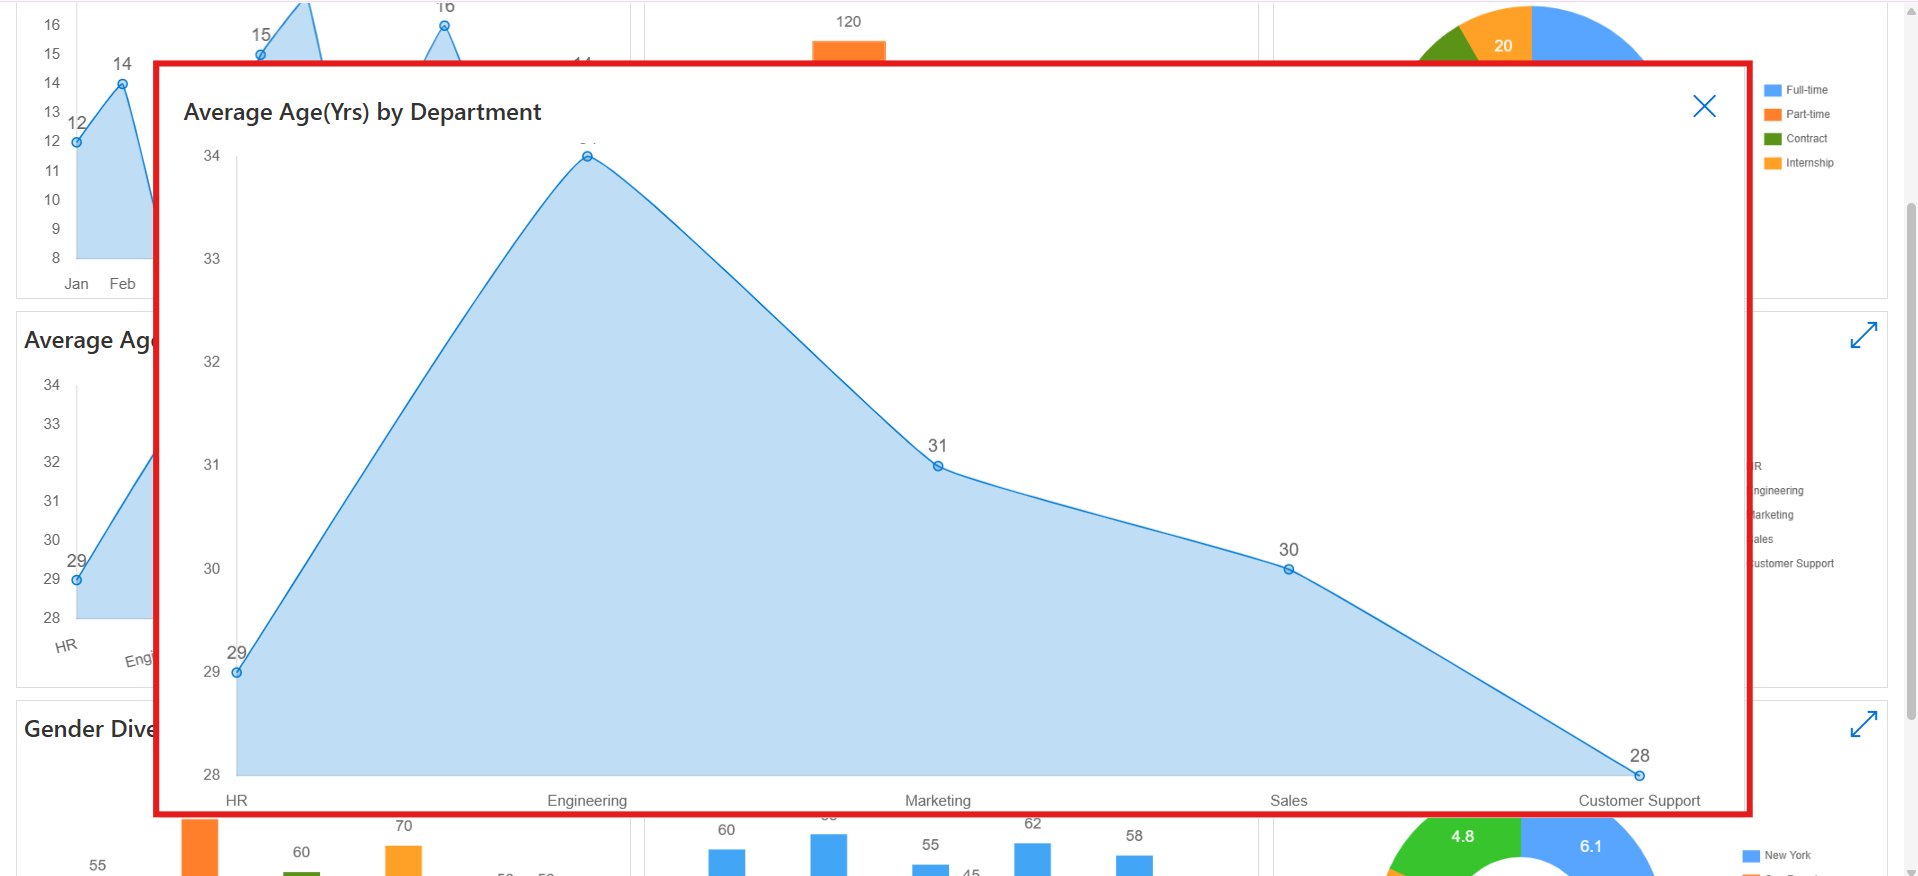 16
15
14
13
12
11
10
9
8
12
14
15
16
Jan
Feb
120
20
Full-time
Part-time
Contract
Internship
Average Age(Yrs) by Department
34
33
32
31
30
29
28
29
31
30
28
HR
Engineering
Marketing
Sales
Customer Support
Average Ag
34
33
32
31
30
29
28
29
HR
Engi
HR
ngineering
Marketing
ales
ustomer Support
Gender Dive
55
60
70
60
55
62
58
4.8
6.1
New York